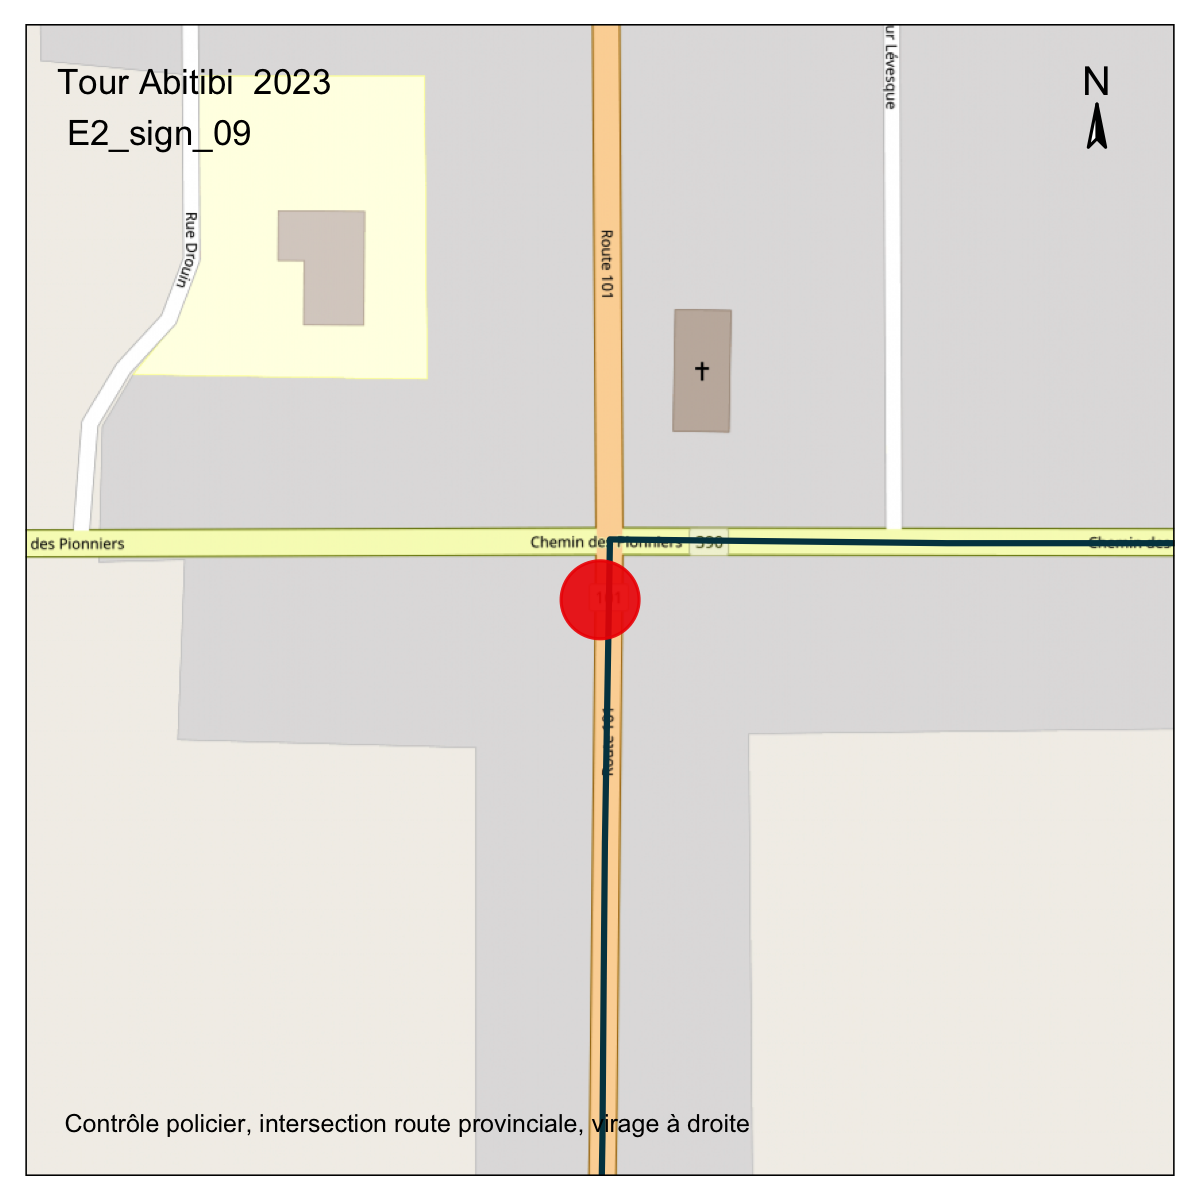 Tour Abitibi  2023
E2_sign_09
N
ur Lévesque
Rue Drouin
Route 101
des Pionniers
Chemin des Pionniers
390
Chemin des
101
Route 101
Contrôle policier, intersection route provinciale, virage à droite